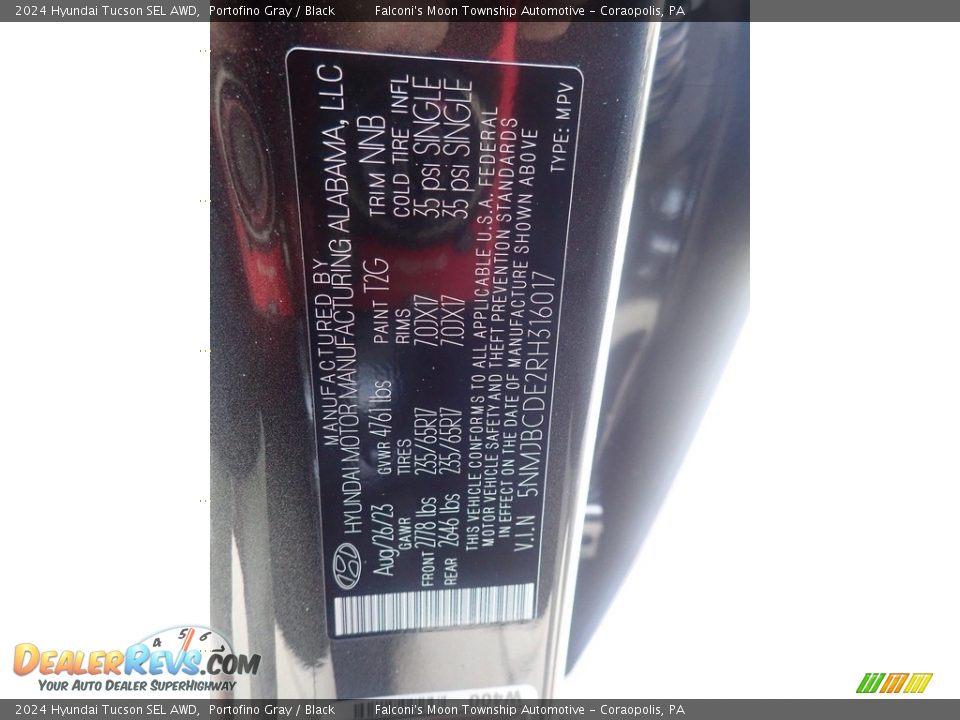 2024 Hyundai Tucson SEL AWD, Portofino Gray / Black Falconi's Moon Township Automotive - Coraopolis, PA
MANUFACTURED BY
HYUNDAI MOTOR MANUFACTURING ALABAMA, LLC
Aug/26/23 GVWR 4761 lbs PAINT T2G TRIM NNB
GAWR TIRES RIMS COLD TIRE INFL
FRONT 2778 lbs 235/65R17 7.0JX17 35 psi SINGLE
REAR 2646 lbs 235/65R17 7.0JX17 35 psi SINGLE
THIS VEHICLE CONFORMS TO ALL APPLICABLE U.S.A. FEDERAL
MOTOR VEHICLE SAFETY AND THEFT PREVENTION STANDARDS
IN EFFECT ON THE DATE OF MANUFACTURE SHOWN ABOVE
V.I.N 5NMJBCDE2RH316017 TYPE: MPV
4 5 6
DEALERREVS.COM
YOUR AUTO DEALER SUPERHIGHWAY
2024 Hyundai Tucson SEL AWD, Portofino Gray / Black Falconi's Moon Township Automotive - Coraopolis, PA